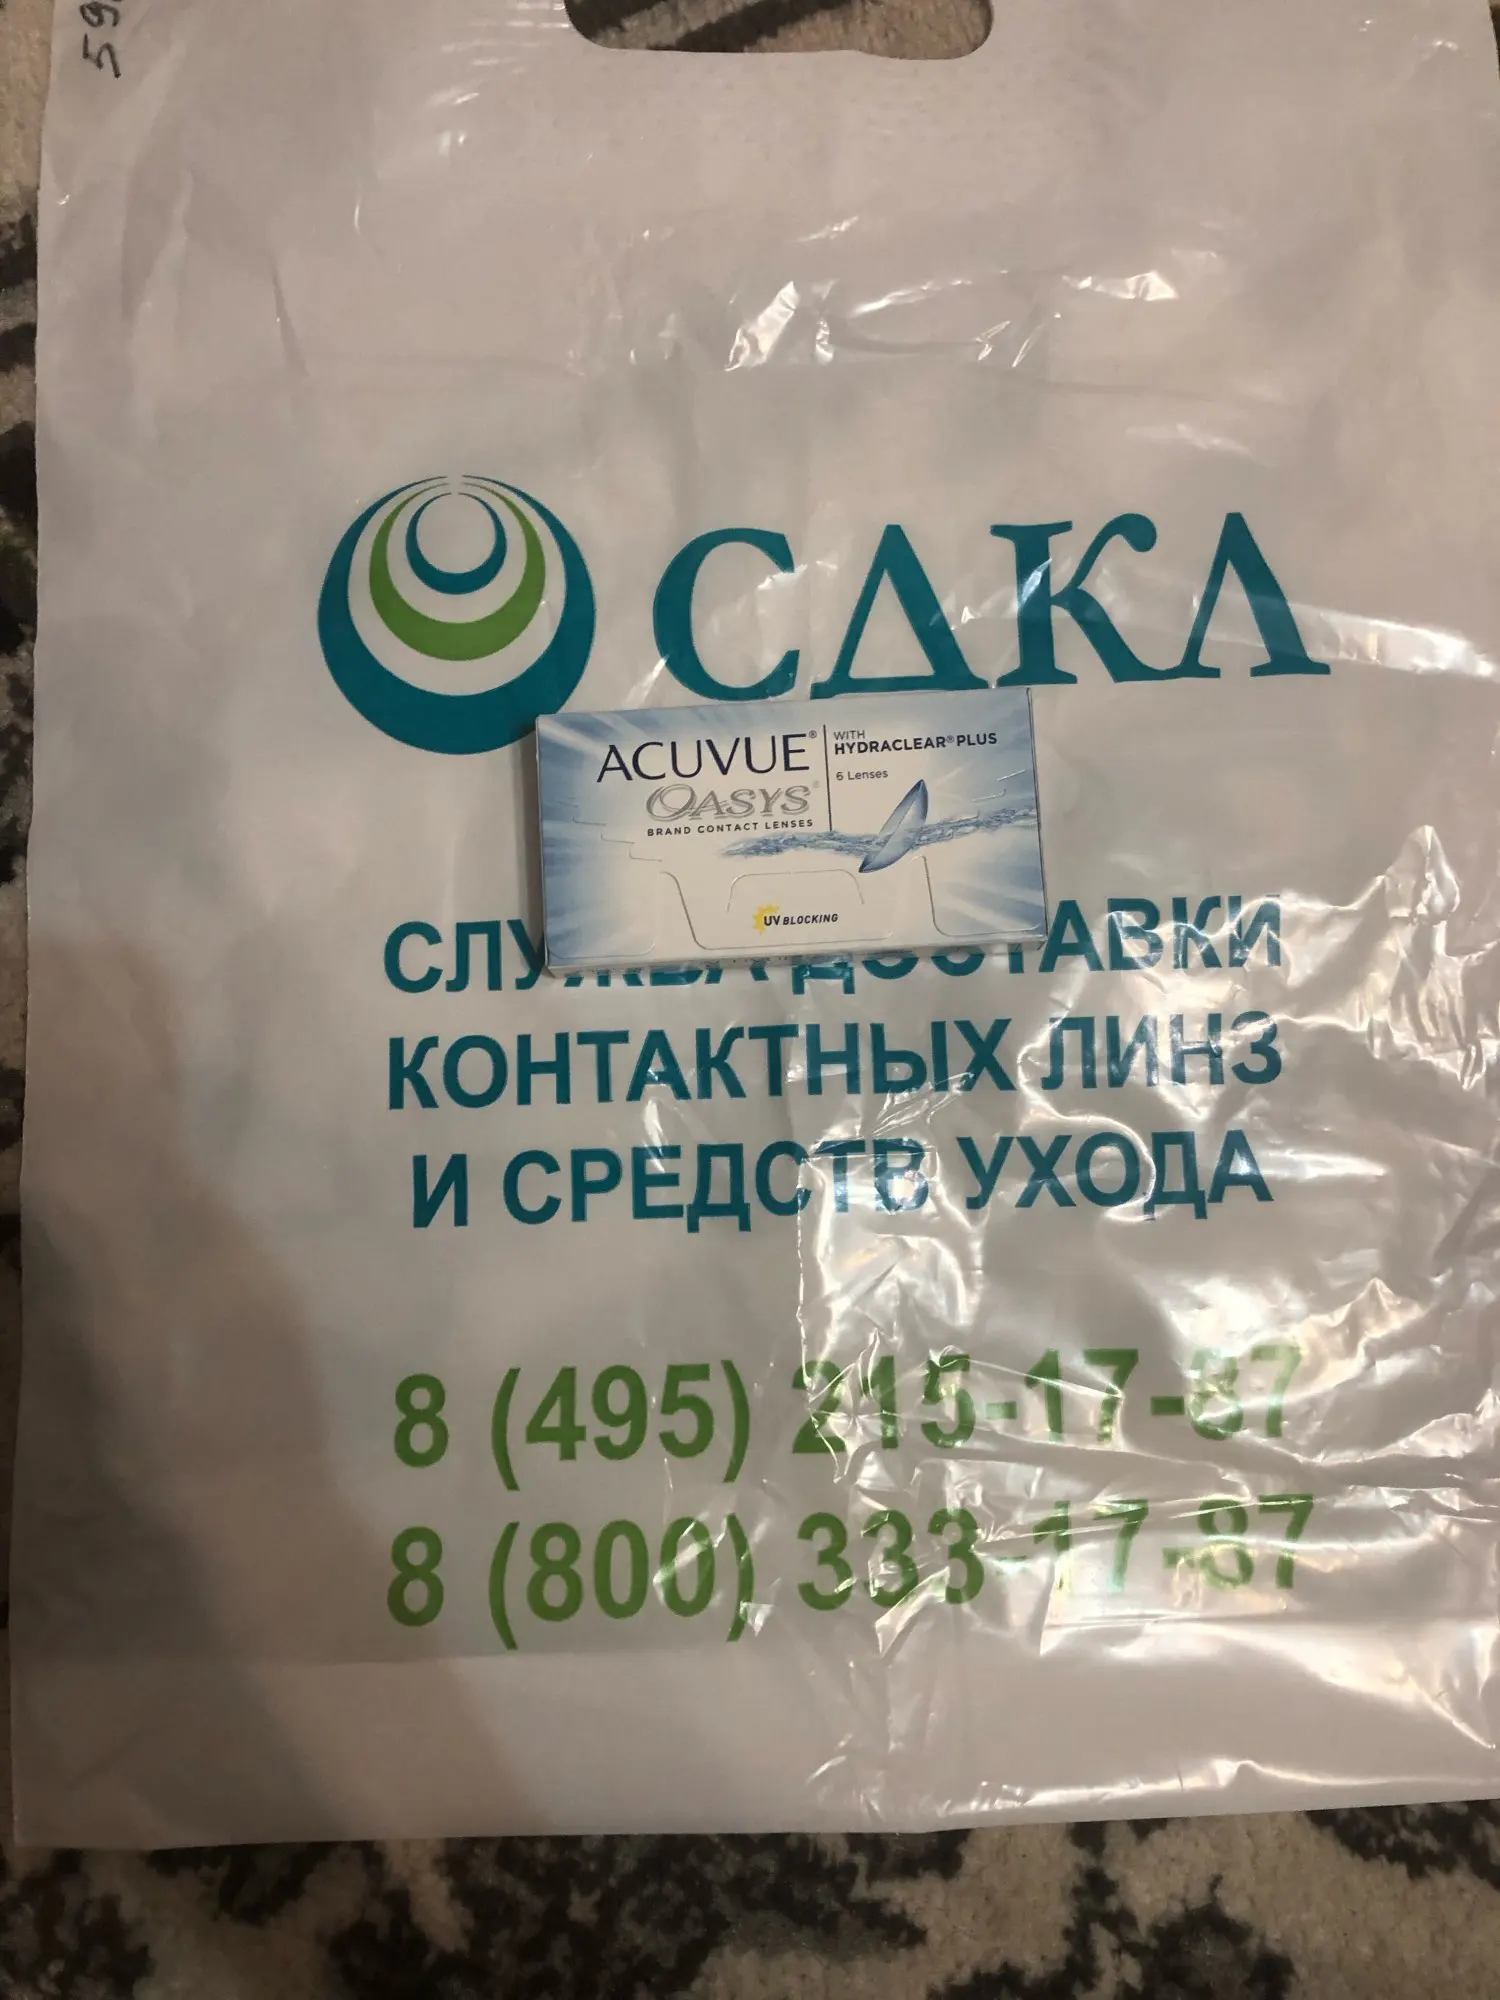 СДКЛ
ACUVUE®
OASYS®
BRAND CONTACT LENSES
WITH
HYDRACLEAR® PLUS
6 Lenses
UV BLOCKING
СЛУЖБА ДОСТАВКИ
КОНТАКТНЫХ ЛИНЗ
И СРЕДСТВ УХОДА
8 (495) 215-17-87
8 (800) 333-17-87